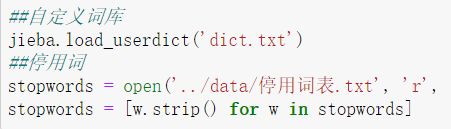 ##自定义词库
jieba.load_userdict('dict.txt')
##停用词
stopwords = open('../data/停用词表.txt', 'r',
stopwords = [w.strip() for w in stopwords]